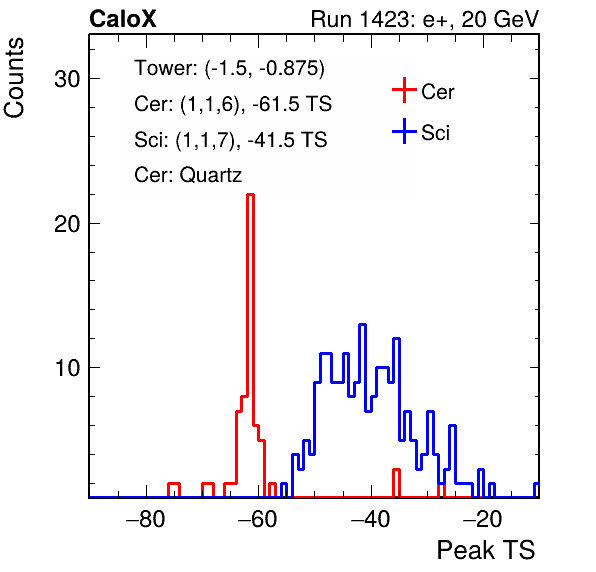 CaloX
Run 1423: e+, 20 GeV
Counts
Tower: (-1.5, -0.875)
Cer: (1,1,6), -61.5 TS
Sci: (1,1,7), -41.5 TS
Cer: Quartz
Cer
Sci
30
20
10
−80
−60
−40
−20
Peak TS